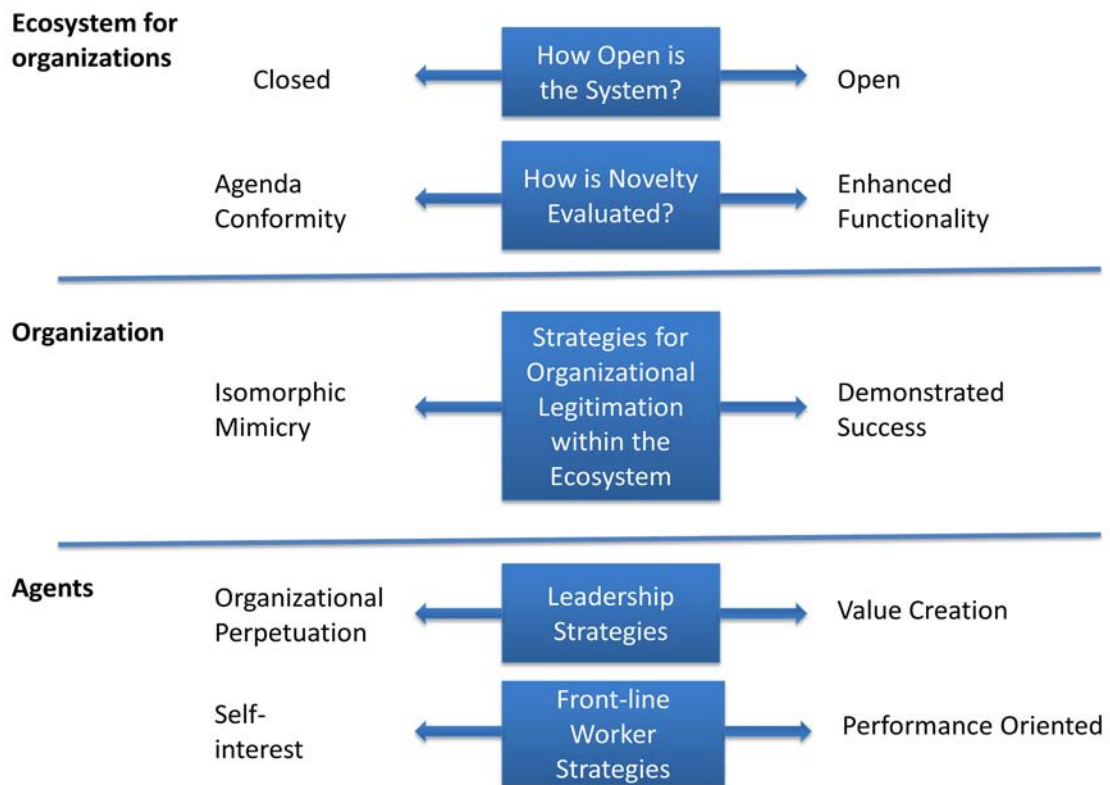 Ecosystem for
organizations
Closed
How Open is
the System?
Open
Agenda
Conformity
How is Novelty
Evaluated?
Enhanced
Functionality
Organization
Isomorphic
Mimicry
Strategies for
Organizational
Legitimation
within the
Ecosystem
Demonstrated
Success
Agents
Organizational
Perpetuation
Leadership
Strategies
Value Creation
Self-
interest
Front-line
Worker
Strategies
Performance Oriented